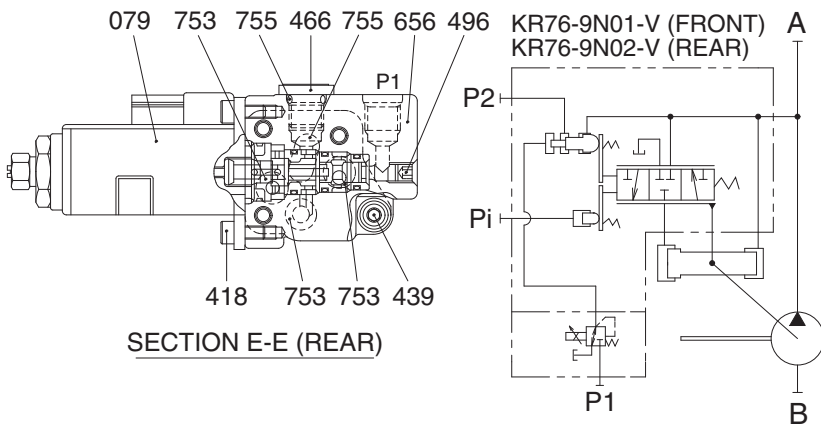 079 753 755 466 755 656 496
P1
418 753 753 439
SECTION E-E (REAR)
KR76-9N01-V (FRONT)
KR76-9N02-V (REAR)
A
P2
Pi
P1
B